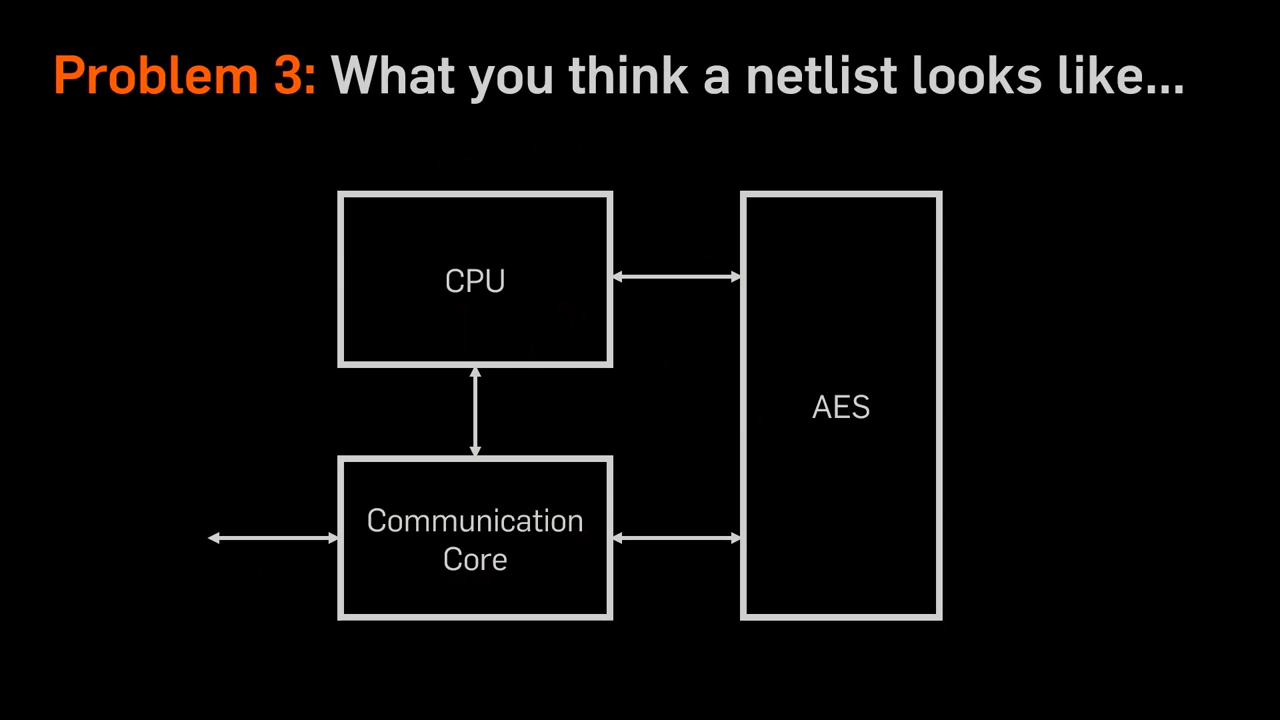 Problem 3: What you think a netlist looks like...
CPU
AES
Communication
Core